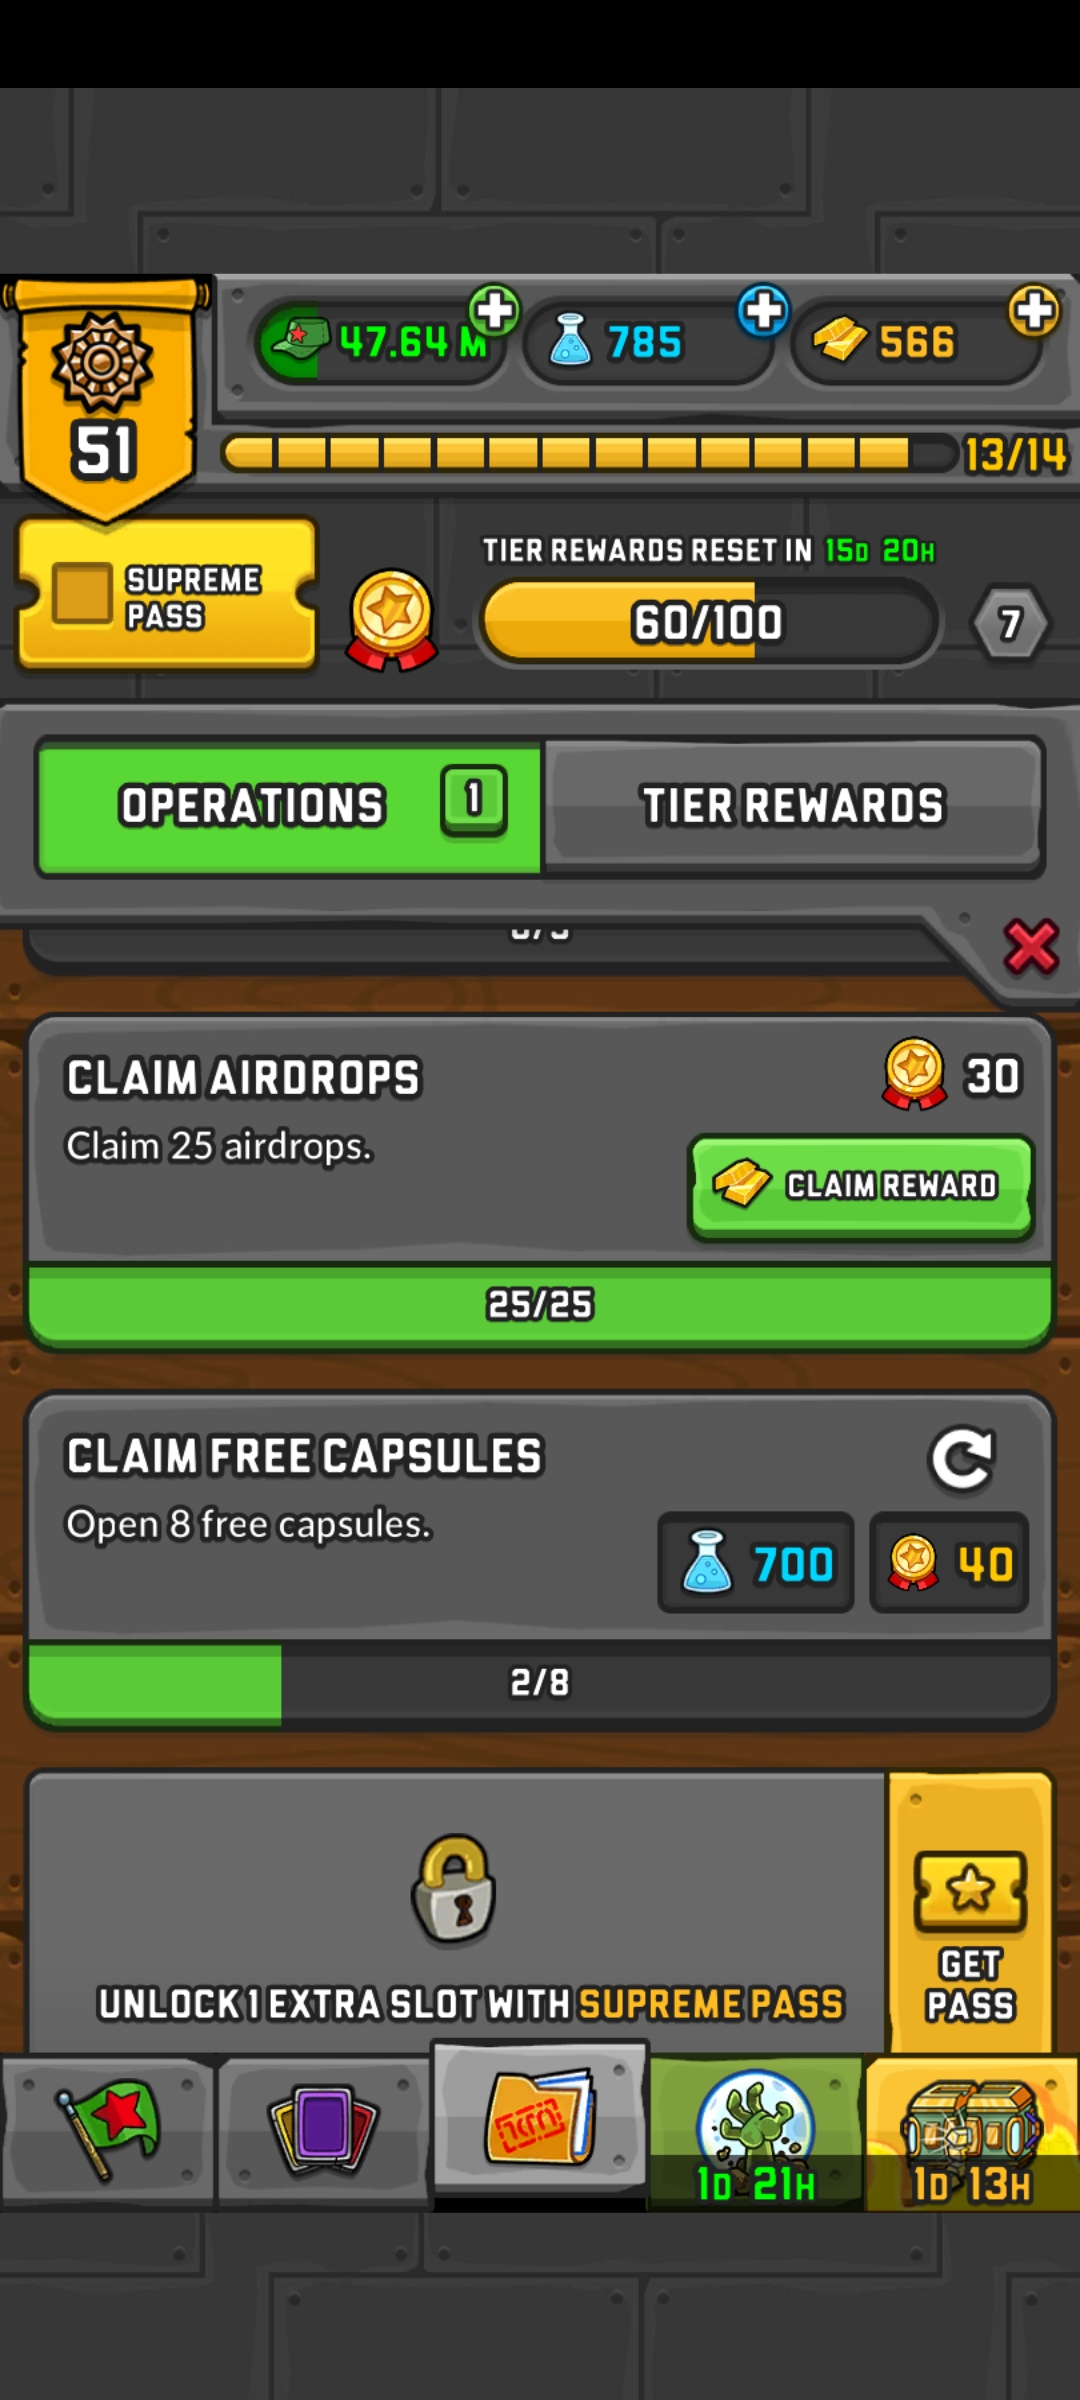 47.64 M
785
566
51
13/14
SUPREME
PASS
TIER REWARDS RESET IN 15D 20H
60/100
7
OPERATIONS 1
TIER REWARDS
CLAIM AIRDROPS
30
Claim 25 airdrops.
CLAIM REWARD
25/25
CLAIM FREE CAPSULES
Open 8 free capsules.
700
40
2/8
UNLOCK 1 EXTRA SLOT WITH SUPREME PASS
GET
PASS
1D 21H
1D 13H